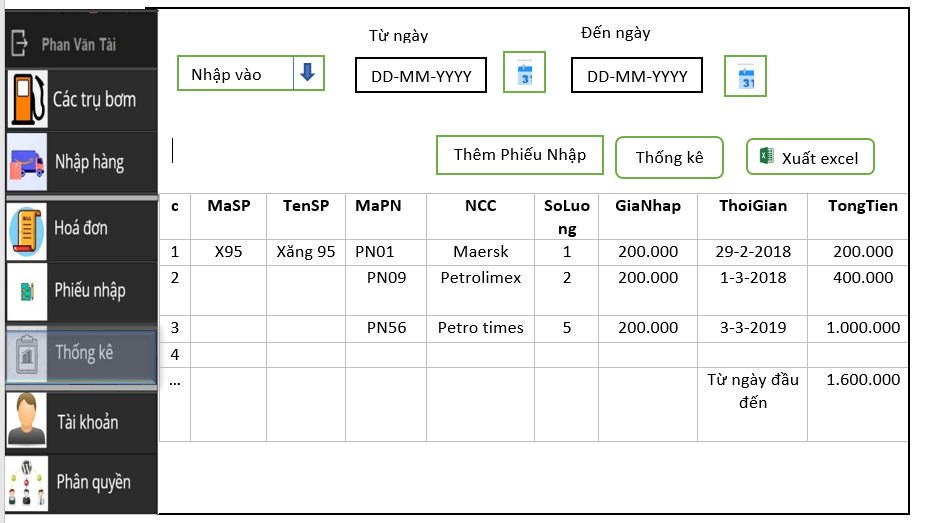 Phan Văn Tài
Các trụ bơm
Nhập hàng
Hoá đơn
Phiếu nhập
Thống kê
Tài khoản
Phân quyền
Từ ngày
Đến ngày
Nhập vào
DD-MM-YYYY
31
DD-MM-YYYY
31
Thêm Phiếu Nhập
Thống kê
Xuất excel
c MaSP TenSP MaPN NCC SoLuo GiaNhap ThoiGian TongTien
ng
1 X95 Xăng 95 PN01 Maersk 1 200.000 29-2-2018 200.000
2 PN09 Petrolimex 2 200.000 1-3-2018 400.000
3 PN56 Petro times 5 200.000 3-3-2019 1.000.000
4
... Từ ngày đầu 1.600.000
đến